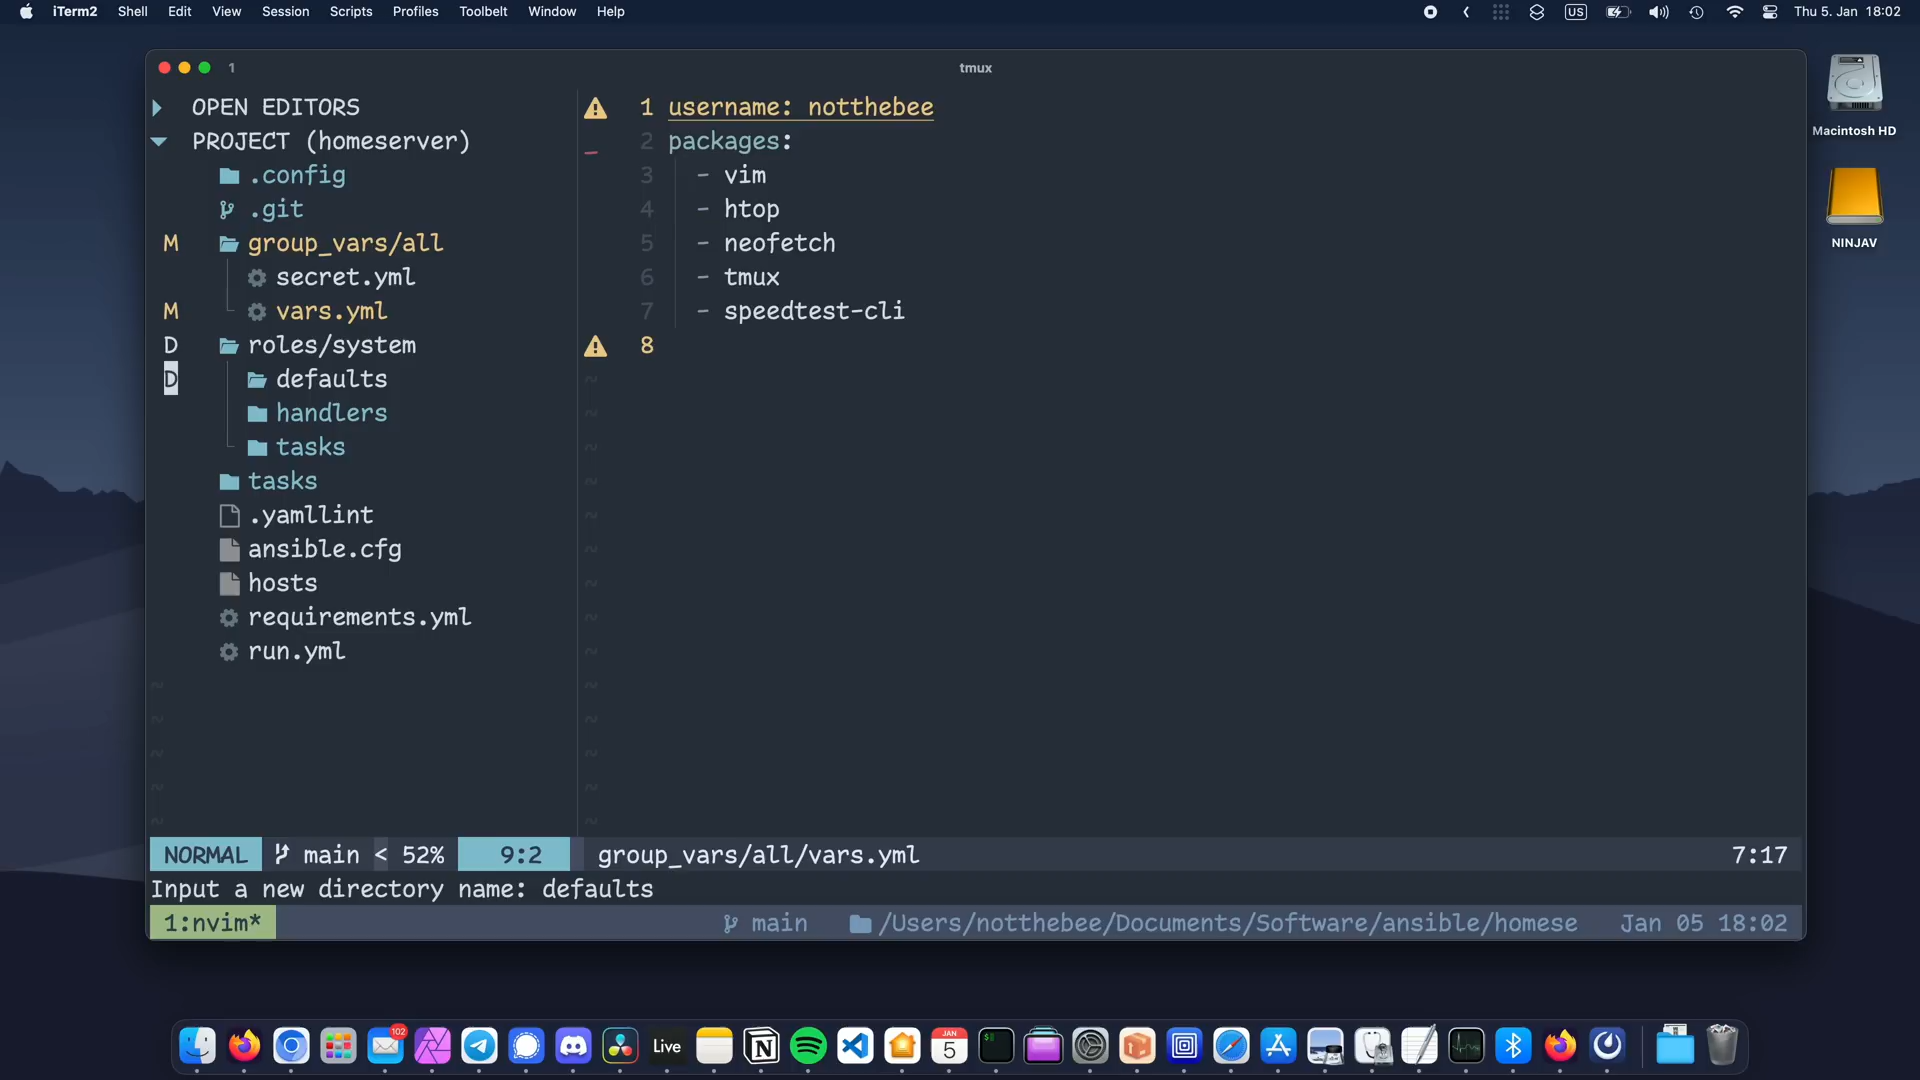 iTerm2 Shell Edit View Session Scripts Profiles Toolbelt Window Help US Thu 5. Jan 18:02
1 tmux
Macintosh HD
NINJAV
OPEN EDITORS
PROJECT (homeserver)
.config
.git
M group_vars/all
secret.yml
M vars.yml
D roles/system
D defaults
handlers
tasks
tasks
.yamllint
ansible.cfg
hosts
requirements.yml
run.yml
1 username: notthebee
2 packages:
3 - vim
4 - htop
5 - neofetch
6 - tmux
7 - speedtest-cli
8
~
~
~
~
~
~
~
~
~
~
~
~
~
~
NORMAL main < 52% 9:2 group_vars/all/vars.yml 7:17
Input a new directory name: defaults
1:nvim* main /Users/notthebee/Documents/Software/ansible/homese Jan 05 18:02
102
Live
JAN
5